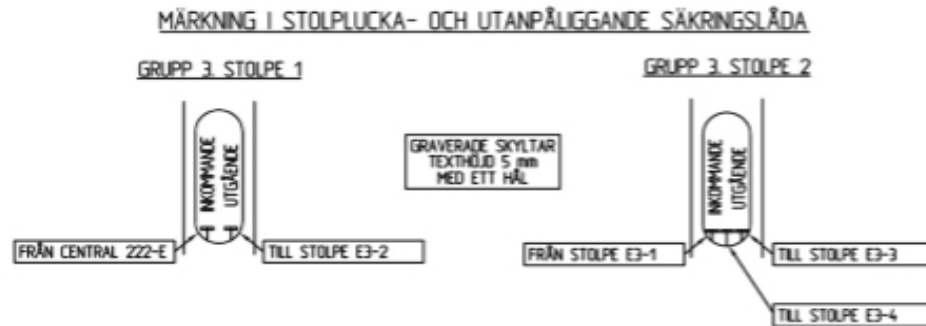 MÄRKNING I STOLPLUCKA- OCH UTANPÅLIGGANDE SÄKRINGSLÅDA
GRUPP 3. STOLPE 1
INKOMMANDE
UTGÅENDE
FRÅN CENTRAL 222-E
TILL STOLPE E3-2
GRAVERADE SKYLTAR
TEXTHÖJD 5 mm
MED ETT HÅL
GRUPP 3. STOLPE 2
INKOMMANDE
UTGÅENDE
FRÅN STOLPE E3-1
TILL STOLPE E3-3
TILL STOLPE E3-4